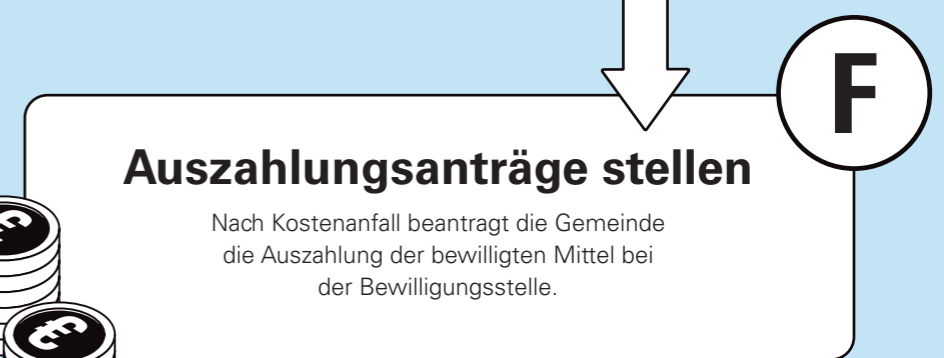 F
Auszahlungsanträge stellen
Nach Kostenanfall beantragt die Gemeinde
die Auszahlung der bewilligten Mittel bei
der Bewilligungsstelle.